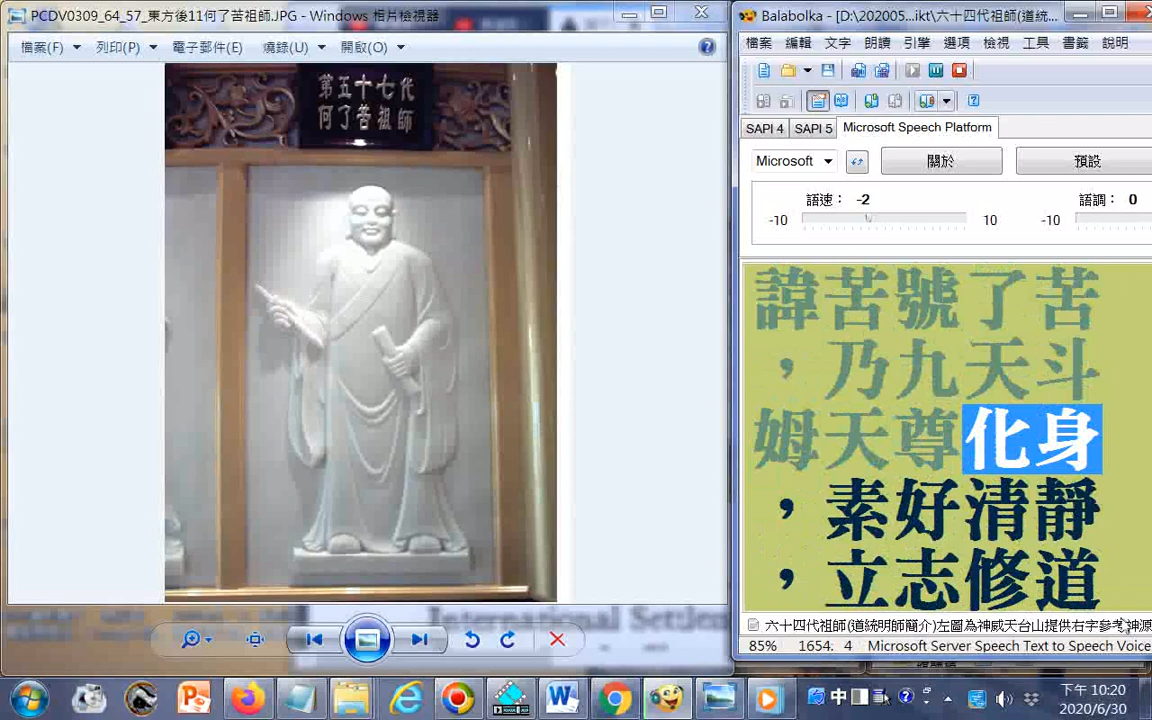 PCDV0309_64_57_東方後11何了苦祖師.JPG - Windows 相片檢視器
檔案(F) 列印(P) 電子郵件(E) 燒錄(U) 開啟(O)
第五十七代
何了苦祖師
Balabolka - [D:\202005...ikt\六十四代祖師(道統...
檔案 編輯 文字 朗讀 引擎 選項 檢視 工具 書籤 說明
SAPI 4 SAPI 5 Microsoft Speech Platform
Microsoft 關於 預設
語速： -2 語調： 0
-10 10 -10
諱苦號了苦
，乃九天斗
姆天尊化身
，素好清靜
，立志修道
International Settlem
六十四代祖師(道統明師簡介)左圖為神威天台山提供右字參考神源
85% 1654: 4 Microsoft Server Speech Text to Speech Voice
中
下午 10:20
2020/6/30